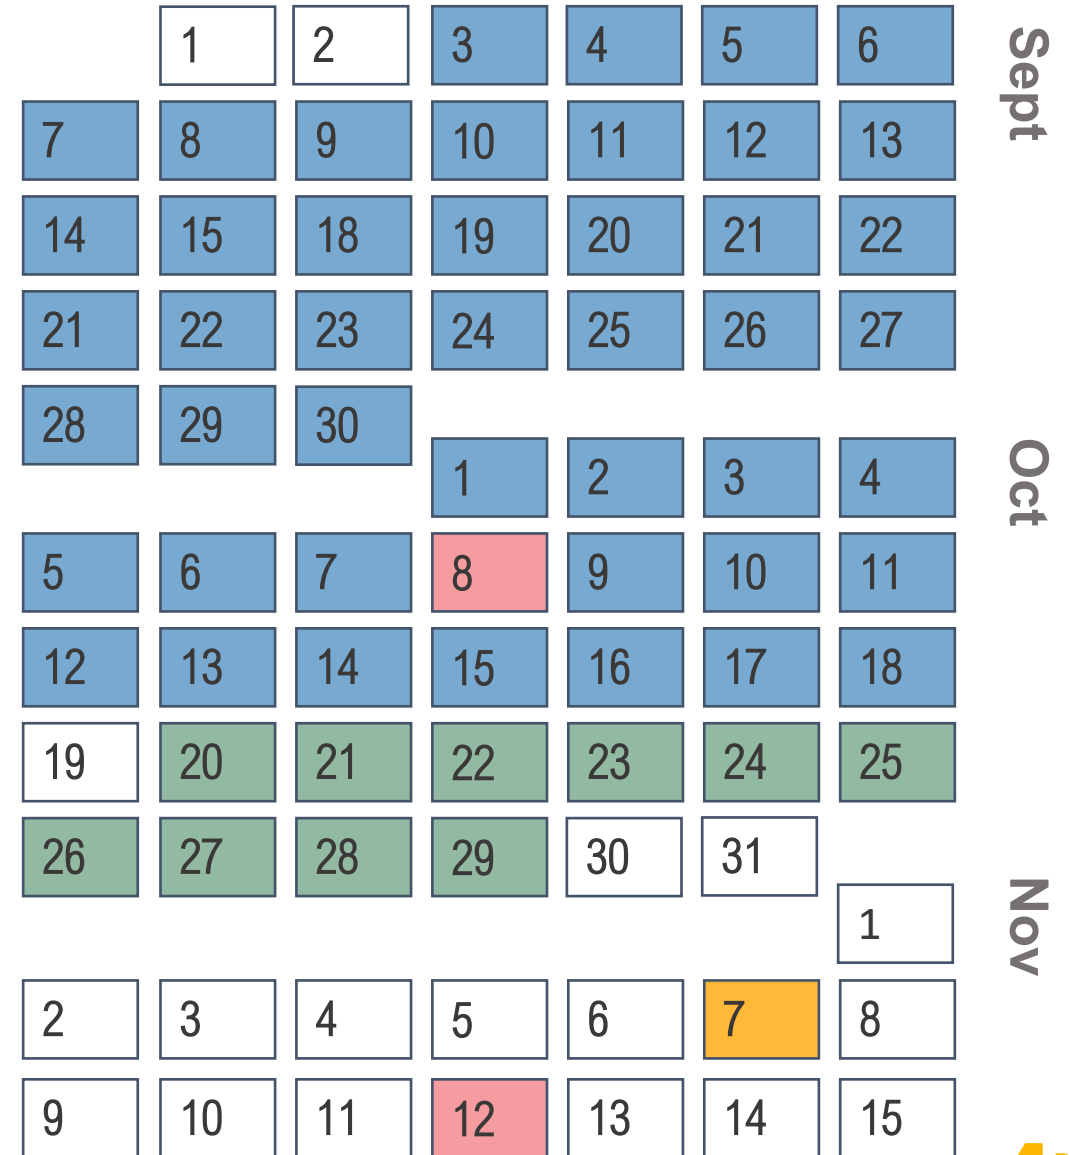 Sept
1 2 3 4 5 6
7 8 9 10 11 12 13
14 15 18 19 20 21 22
21 22 23 24 25 26 27
28 29 30
Oct
1 2 3 4
5 6 7 8 9 10 11
12 13 14 15 16 17 18
19 20 21 22 23 24 25
26 27 28 29 30 31
Nov
1
2 3 4 5 6 7 8
9 10 11 12 13 14 15